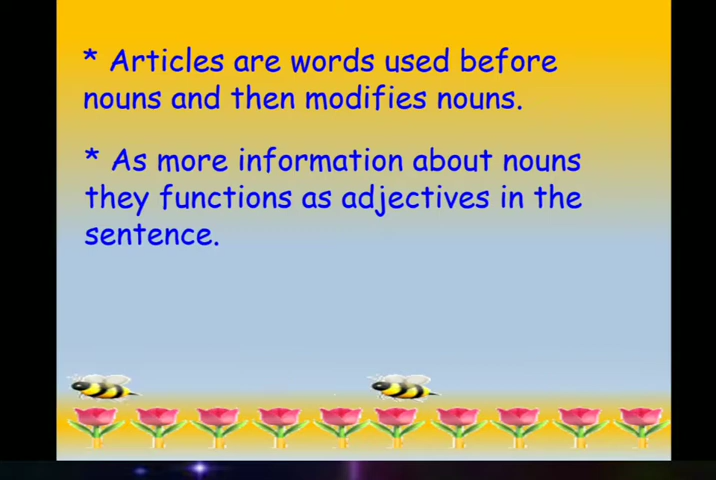 * Articles are words used before
nouns and then modifies nouns.
* As more information about nouns
they functions as adjectives in the
sentence.